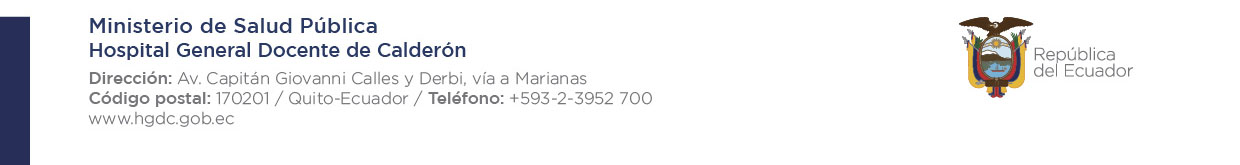 Ministerio de Salud Pública
Hospital General Docente de Calderón
Dirección: Av. Capitán Giovanni Calles y Derbi, vía a Marianas
Código postal: 170201 / Quito-Ecuador / Teléfono: +593-2-3952 700
www.hgdc.gob.ec
República
del Ecuador